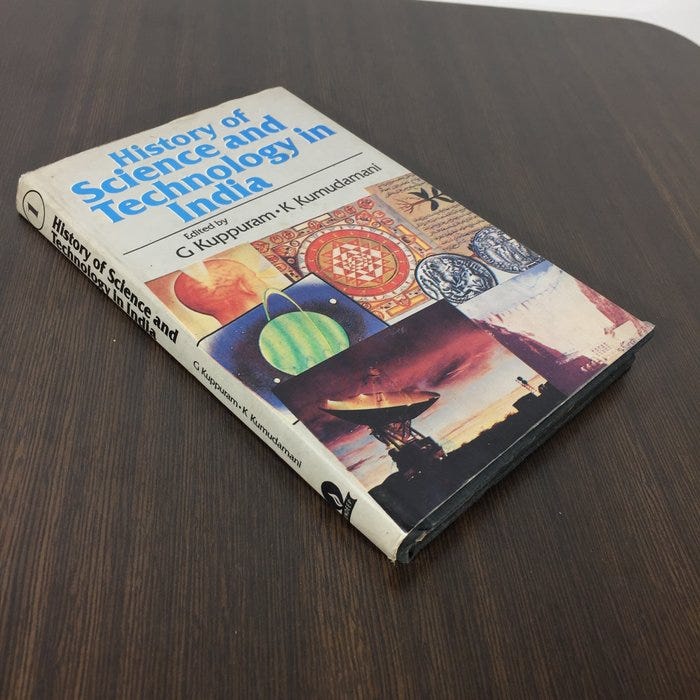 History of
Science and
Technology in
India
Edited by
G Kuppuram • K Kumudamani
1
History of Science and
Technology in India
G Kuppuram • K Kumudamani